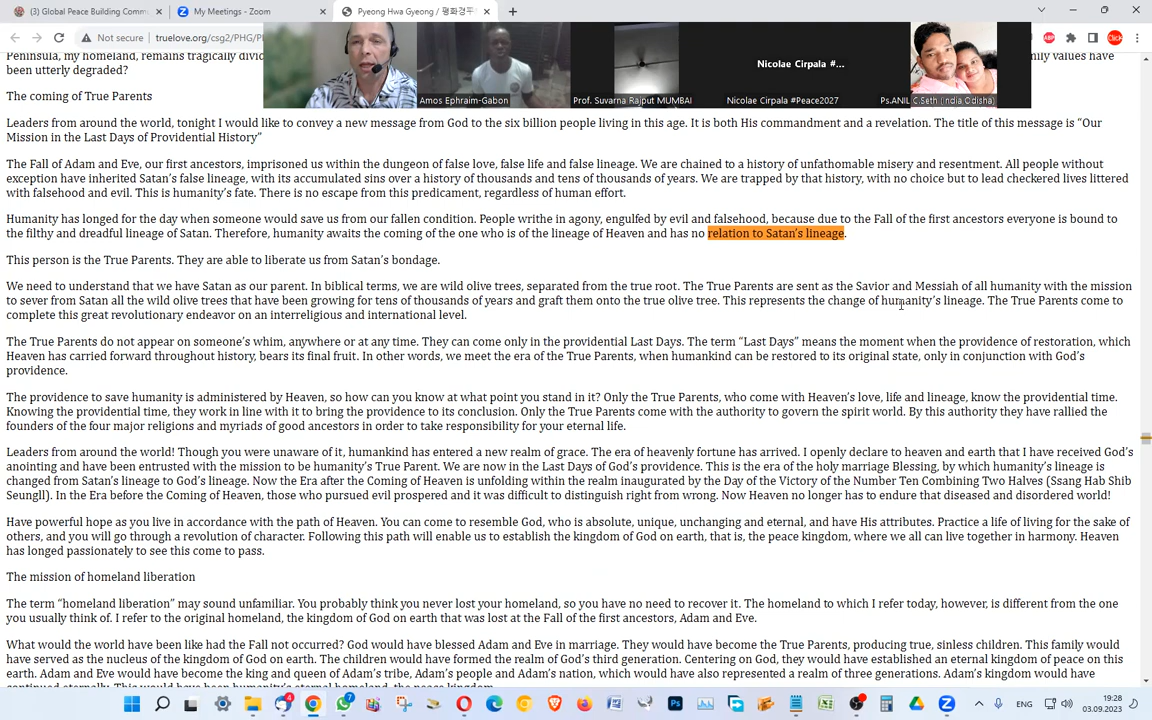 (3) Global Peace Building Comm
My Meetings - Zoom
Pyeong Hwa Gyeong / 평화경平
Not secure
truelove.org/csg2/PHG/P
Peninsula, my homeland, remains tragically divi
ily values have
been utterly degraded?
Amos Ephraim-Gabon
Prof. Suvarna Rajput MUMBAI
Nicolae Cirpala #...
Nicolae Cirpala #Peace2027
Ps.ANIL C.Seth (India Odisha)
The coming of True Parents
Leaders from around the world, tonight I would like to convey a new message from God to the six billion people living in this age. It is both His commandment and a revelation. The title of this message is “Our
Mission in the Last Days of Providential History”
The Fall of Adam and Eve, our first ancestors, imprisoned us within the dungeon of false love, false life and false lineage. We are chained to a history of unfathomable misery and resentment. All people without
exception have inherited Satan’s false lineage, with its accumulated sins over a history of thousands and tens of thousands of years. We are trapped by that history, with no choice but to lead checkered lives littered
with falsehood and evil. This is humanity’s fate. There is no escape from this predicament, regardless of human effort.
Humanity has longed for the day when someone would save us from our fallen condition. People writhe in agony, engulfed by evil and falsehood, because due to the Fall of the first ancestors everyone is bound to
the filthy and dreadful lineage of Satan. Therefore, humanity awaits the coming of the one who is of the lineage of Heaven and has no relation to Satan’s lineage.
This person is the True Parents. They are able to liberate us from Satan’s bondage.
We need to understand that we have Satan as our parent. In biblical terms, we are wild olive trees, separated from the true root. The True Parents are sent as the Savior and Messiah of all humanity with the mission
to sever from Satan all the wild olive trees that have been growing for tens of thousands of years and graft them onto the true olive tree. This represents the change of humanity’s lineage. The True Parents come to
complete this great revolutionary endeavor on an interreligious and international level.
The True Parents do not appear on someone’s whim, anywhere or at any time. They can come only in the providential Last Days. The term “Last Days” means the moment when the providence of restoration, which
Heaven has carried forward throughout history, bears its final fruit. In other words, we meet the era of the True Parents, when humankind can be restored to its original state, only in conjunction with God’s
providence.
The providence to save humanity is administered by Heaven, so how can you know at what point you stand in it? Only the True Parents, who come with Heaven’s love, life and lineage, know the providential time.
Knowing the providential time, they work in line with it to bring the providence to its conclusion. Only the True Parents come with the authority to govern the spirit world. By this authority they have rallied the
founders of the four major religions and myriads of good ancestors in order to take responsibility for your eternal life.
Leaders from around the world! Though you were unaware of it, humankind has entered a new realm of grace. The era of heavenly fortune has arrived. I openly declare to heaven and earth that I have received God’s
anointing and have been entrusted with the mission to be humanity’s True Parent. We are now in the Last Days of God’s providence. This is the era of the holy marriage Blessing, by which humanity’s lineage is
changed from Satan’s lineage to God’s lineage. Now the Era after the Coming of Heaven is unfolding within the realm inaugurated by the Day of the Victory of the Number Ten Combining Two Halves (Ssang Hab Shib
Seungil). In the Era before the Coming of Heaven, those who pursued evil prospered and it was difficult to distinguish right from wrong. Now Heaven no longer has to endure that diseased and disordered world!
Have powerful hope as you live in accordance with the path of Heaven. You can come to resemble God, who is absolute, unique, unchanging and eternal, and have His attributes. Practice a life of living for the sake of
others, and you will go through a revolution of character. Following this path will enable us to establish the kingdom of God on earth, that is, the peace kingdom, where we all can live together in harmony. Heaven
has longed passionately to see this come to pass.
The mission of homeland liberation
The term “homeland liberation” may sound unfamiliar. You probably think you never lost your homeland, so you have no need to recover it. The homeland to which I refer today, however, is different from the one
you usually think of. I refer to the original homeland, the kingdom of God on earth that was lost at the Fall of the first ancestors, Adam and Eve.
What would the world have been like had the Fall not occurred? God would have blessed Adam and Eve in marriage. They would have become the True Parents, producing true, sinless children. This family would
have served as the nucleus of the kingdom of God on earth. The children would have formed the realm of God’s third generation. Centering on God, they would have established an eternal kingdom of peace on this
earth. Adam and Eve would have become the king and queen of Adam’s tribe, Adam’s people and Adam’s nation, which would have also represented a realm of three generations. Adam’s kingdom would have
continued eternally. This would have been humanity’s eternal homeland, the peace kingdom.
ENG
19:28
03.09.2023